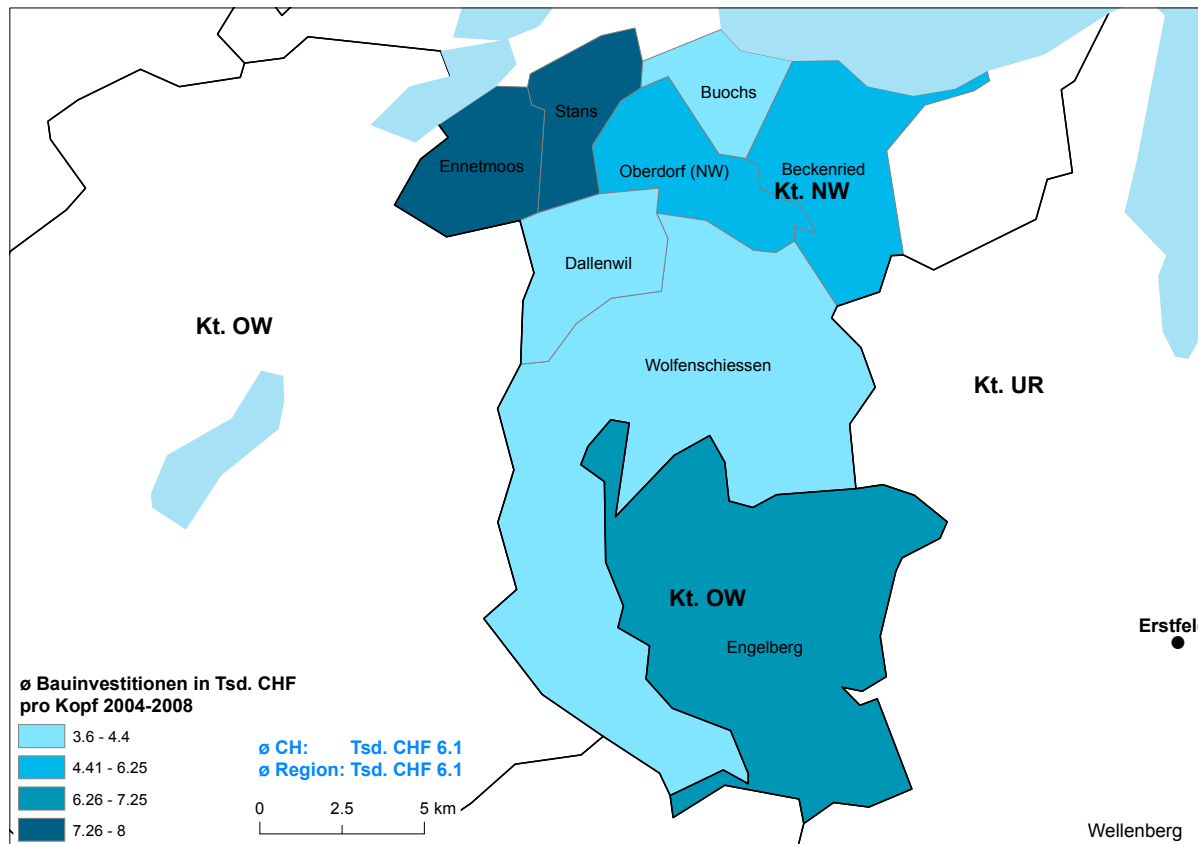 Buochs
Stans
Ennetmoos
Oberdorf (NW)
Beckenried
Kt. NW
Dallenwil
Kt. OW
Wolfenschiessen
Kt. UR
Kt. OW
Engelberg
Erstfel
ø Bauinvestitionen in Tsd. CHF
pro Kopf 2004-2008
3.6 - 4.4
4.41 - 6.25
6.26 - 7.25
7.26 - 8
ø CH: Tsd. CHF 6.1
ø Region: Tsd. CHF 6.1
0 2.5 5 km
Wellenberg